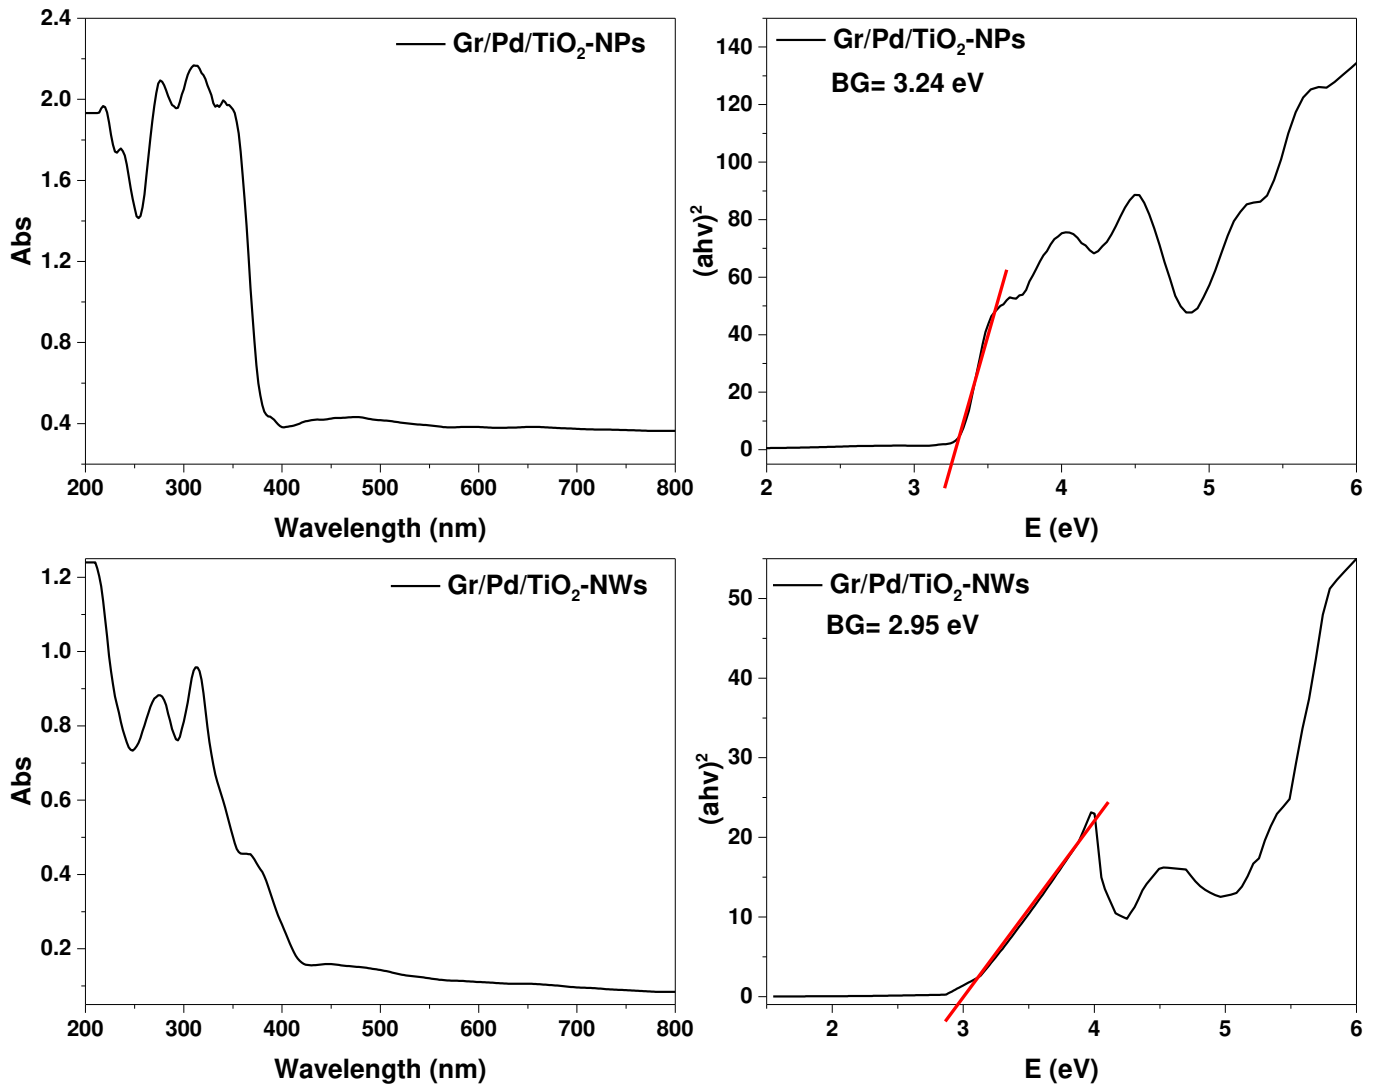 Gr/Pd/TiO₂-NPs
2.4
2.0
1.6
1.2
0.8
0.4
Abs
200 300 400 500 600 700 800
Wavelength (nm)
Gr/Pd/TiO₂-NPs
BG= 3.24 eV
140
120
100
80
60
40
20
0
(ahv)²
2 3 4 5 6
E (eV)
Gr/Pd/TiO₂-NWs
1.2
1.0
0.8
0.6
0.4
0.2
Abs
200 300 400 500 600 700 800
Wavelength (nm)
Gr/Pd/TiO₂-NWs
BG= 2.95 eV
50
40
30
20
10
0
(ahv)²
2 3 4 5 6
E (eV)